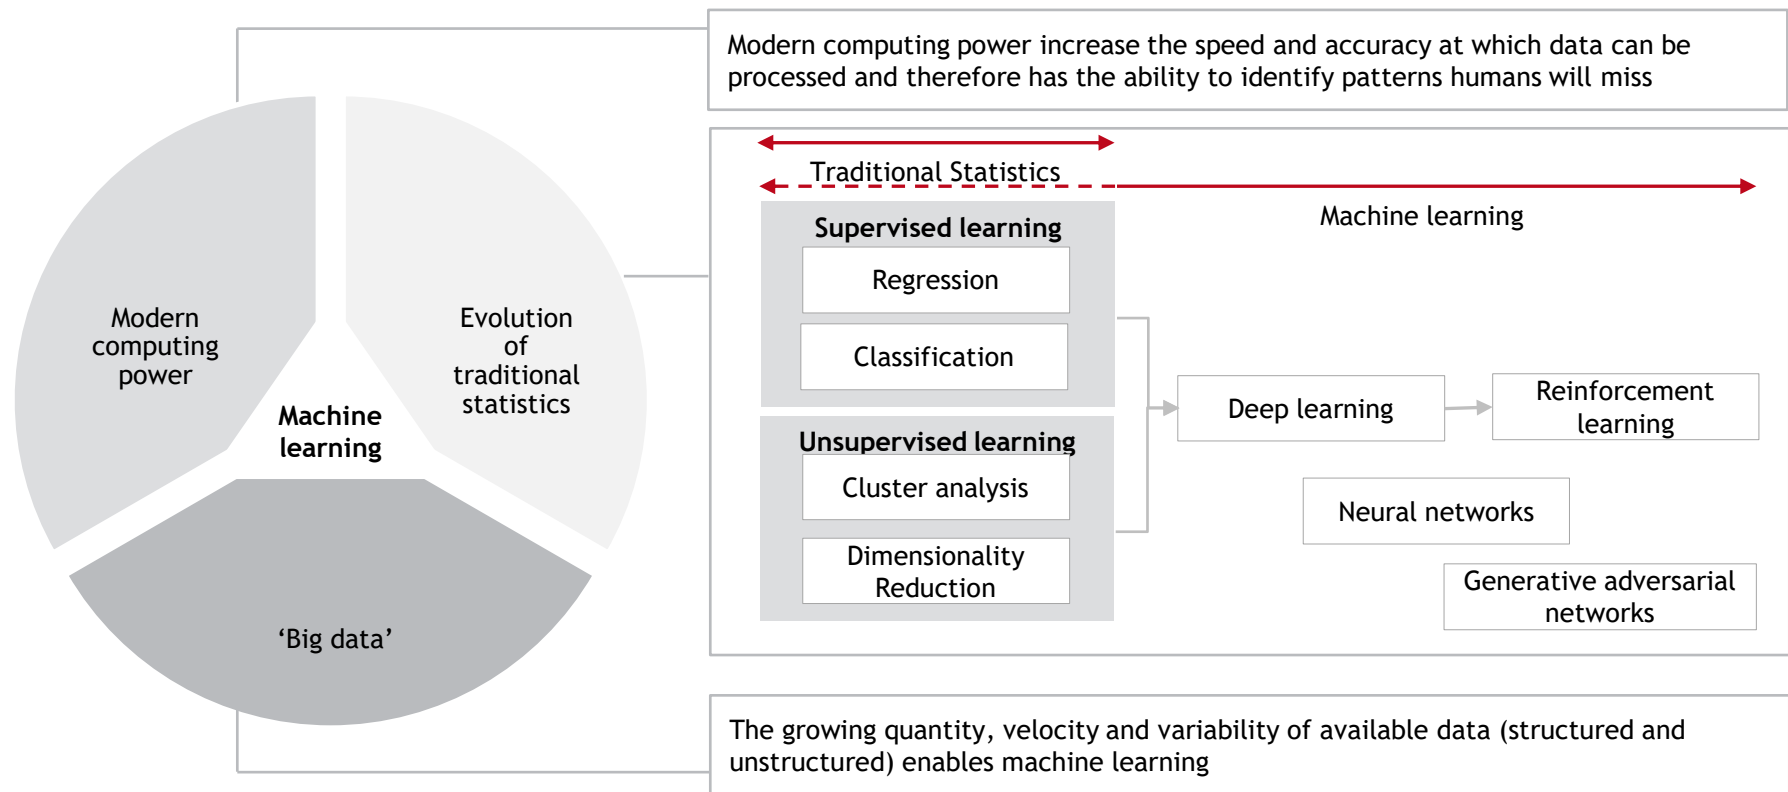 Modern computing power increase the speed and accuracy at which data can be
processed and therefore has the ability to identify patterns humans will miss
Modern
computing
power
Evolution
of
traditional
statistics
Machine
learning
‘Big data’
Traditional Statistics
Machine learning
Supervised learning
Regression
Classification
Unsupervised learning
Cluster analysis
Dimensionality
Reduction
Deep learning
Reinforcement
learning
Neural networks
Generative adversarial
networks
The growing quantity, velocity and variability of available data (structured and
unstructured) enables machine learning